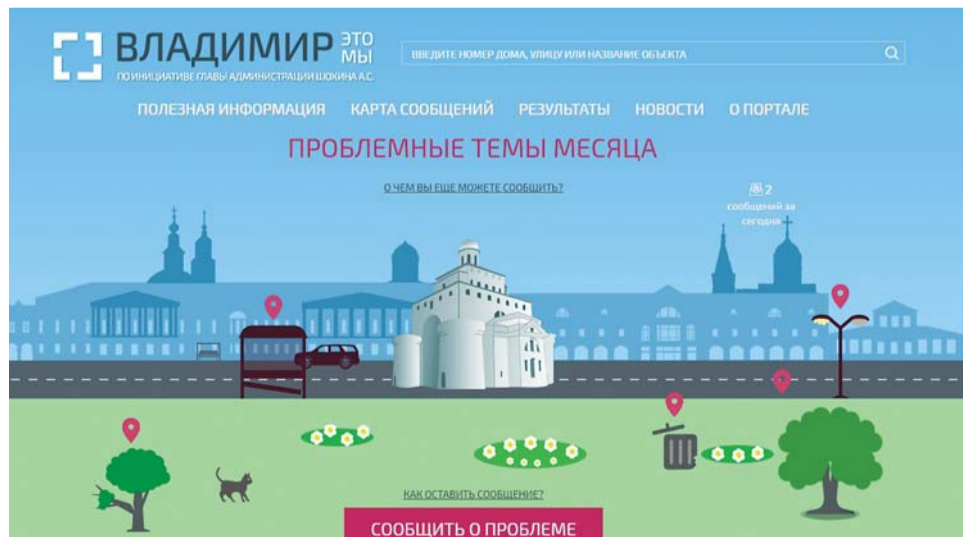 ВЛАДИМИР ЭТО МЫ
ПО ИНИЦИАТИВЕ ГЛАВЫ АДМИНИСТРАЦИИ ШОХИНА А.С.
ВВЕДИТЕ НОМЕР ДОМА, УЛИЦУ ИЛИ НАЗВАНИЕ ОБЪЕКТА
ПОЛЕЗНАЯ ИНФОРМАЦИЯ КАРТА СООБЩЕНИЙ РЕЗУЛЬТАТЫ НОВОСТИ О ПОРТАЛЕ
ПРОБЛЕМНЫЕ ТЕМЫ МЕСЯЦА
О ЧЕМ ВЫ ЕЩЕ МОЖЕТЕ СООБЩИТЬ?
2
сообщений за
сегодня
КАК ОСТАВИТЬ СООБЩЕНИЕ?
СООБЩИТЬ О ПРОБЛЕМЕ